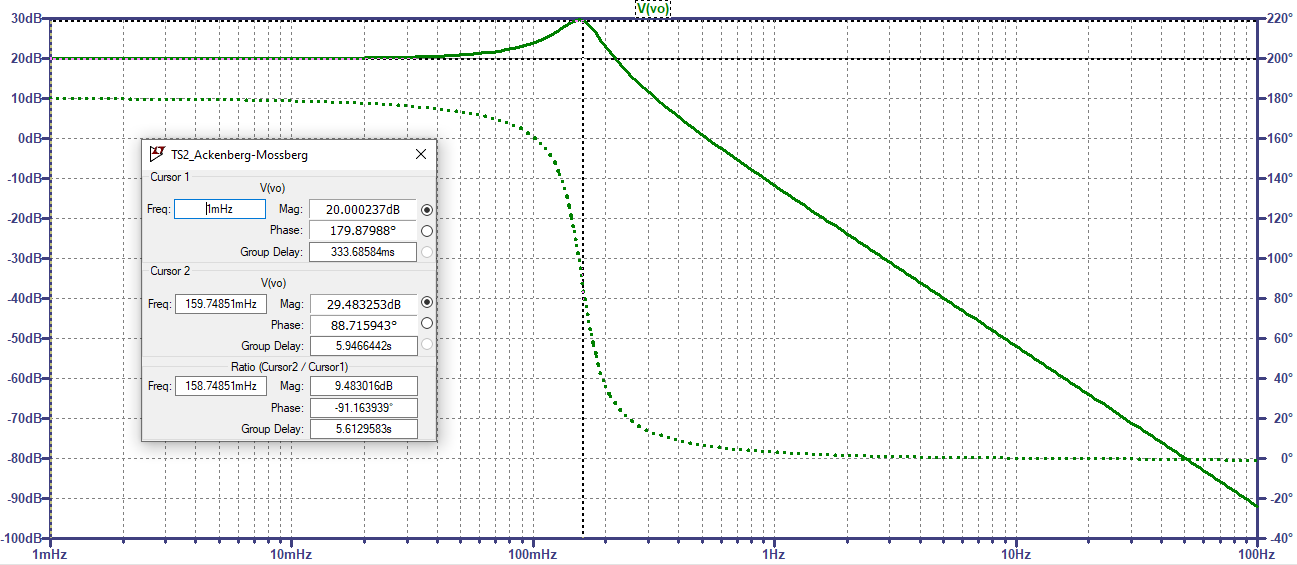 V(vo)
30dB
20dB
10dB
0dB
-10dB
-20dB
-30dB
-40dB
-50dB
-60dB
-70dB
-80dB
-90dB
-100dB
220°
200°
180°
160°
140°
120°
100°
80°
60°
40°
20°
0°
-20°
-40°
1mHz 10mHz 100mHz 1Hz 10Hz 100Hz
TS2_Ackenberg-Mossberg
Cursor 1
V(vo)
Freq: 1mHz Mag: 20.000237dB
Phase: 179.87988°
Group Delay: 333.68584ms
Cursor 2
V(vo)
Freq: 159.74851mHz Mag: 29.483253dB
Phase: 88.715943°
Group Delay: 5.9466442s
Ratio (Cursor2 / Cursor1)
Freq: 158.74851mHz Mag: 9.483016dB
Phase: -91.163939°
Group Delay: 5.6129583s